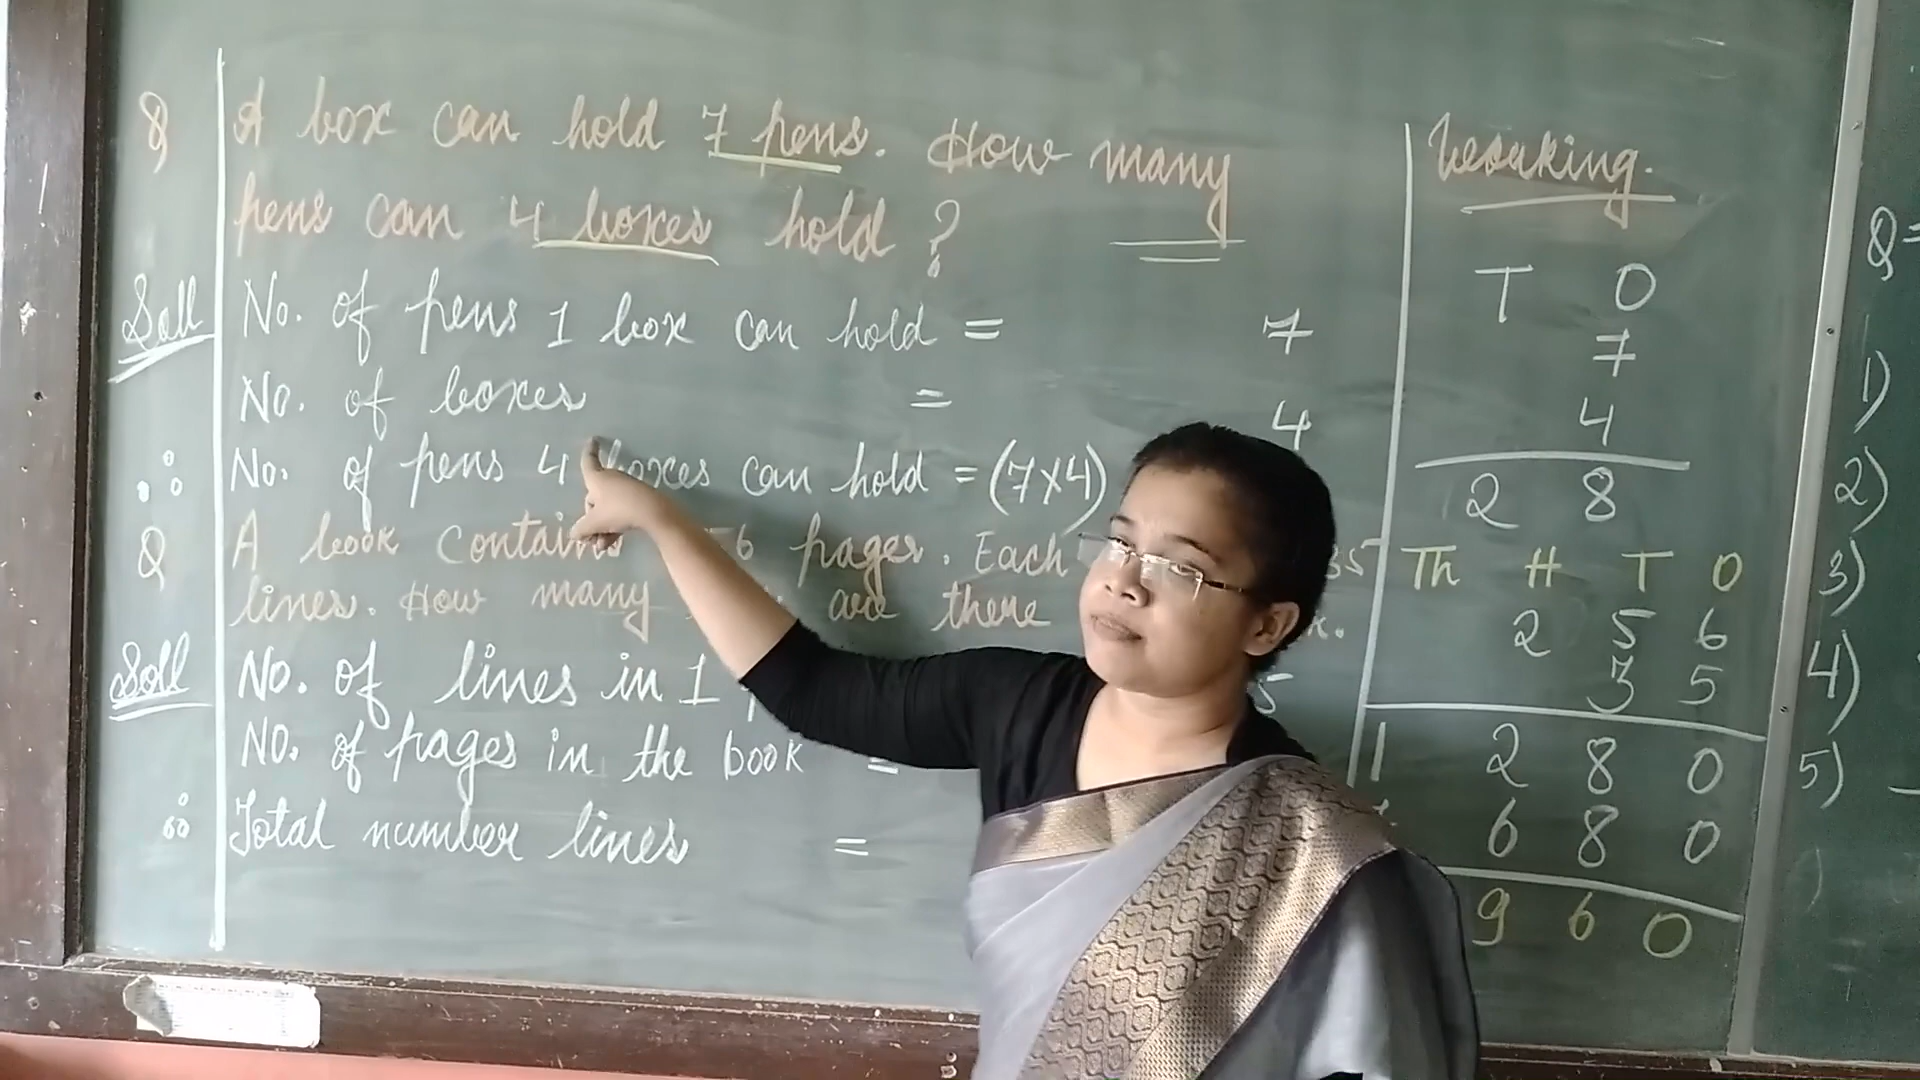 Q A box can hold 7 pens. How many
pens can 4 boxes hold ?
Soll No. of pens 1 box can hold = 7
No. of boxes = 4
∴ No. of pens 4 boxes can hold = (7x4)
Q A book contains 56 pages. Each 35
lines. How many are there
Soll No. of lines in 1 5
NO. of pages in the book =
∴ Total number lines =
Working.
T O
7
4
2 8
Th H T O
2 5 6
3 5
1 2 8 0
6 8 0
9 6 0
Q=
1)
2)
3)
4)
5)